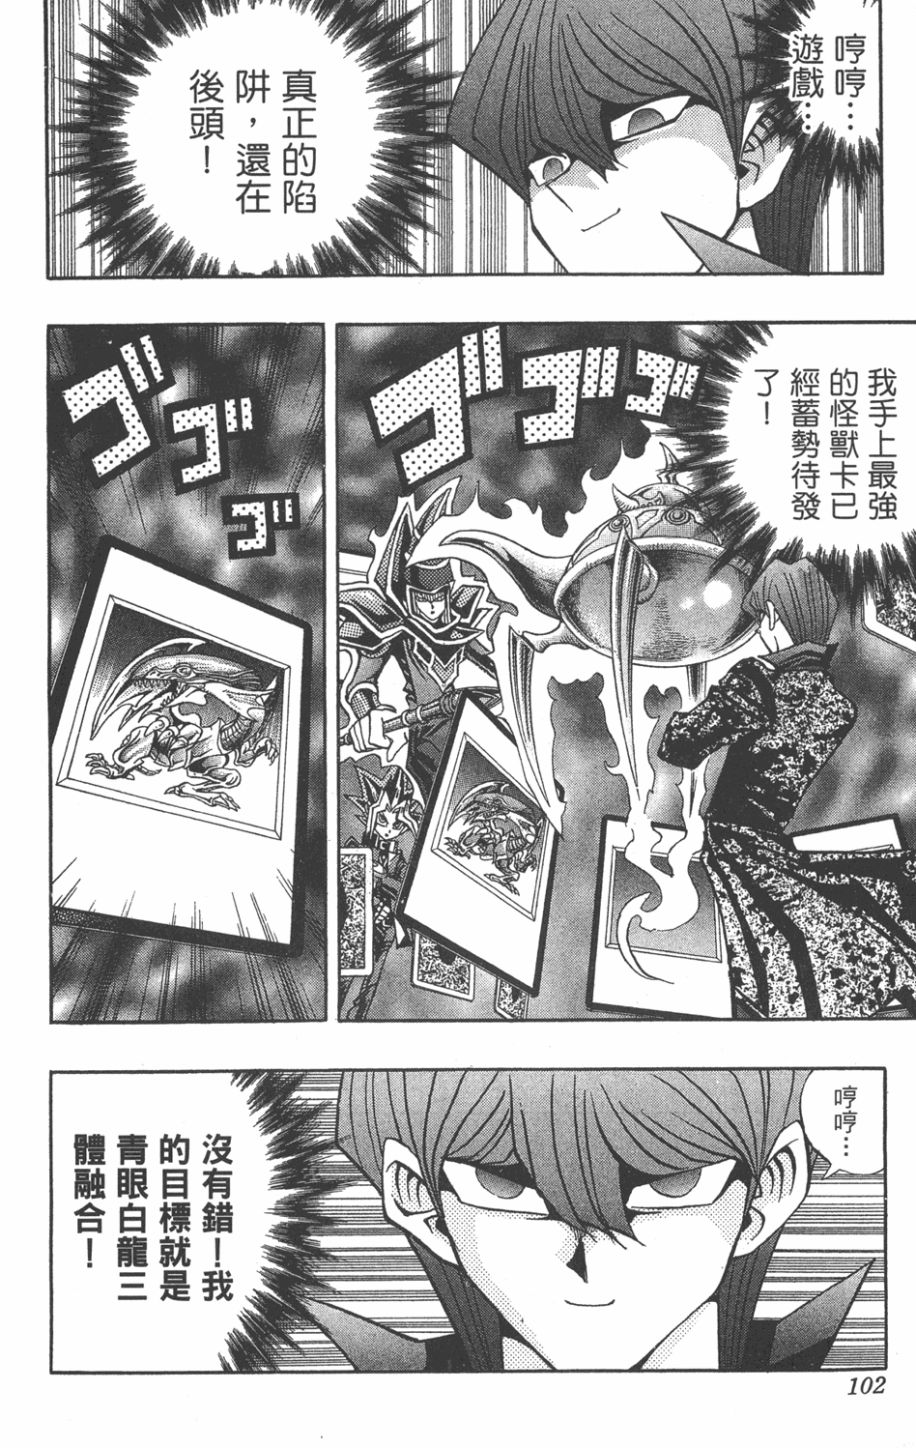 哼哼⋯
遊戲⋯
真正的陷
阱，還在
後頭！
我手上最強
的怪獸卡已
經蓄勢待發
了！
ゴゴゴ
ゴゴゴ
哼哼⋯
沒有錯！我
的目標就是
青眼白龍三
體融合！
102